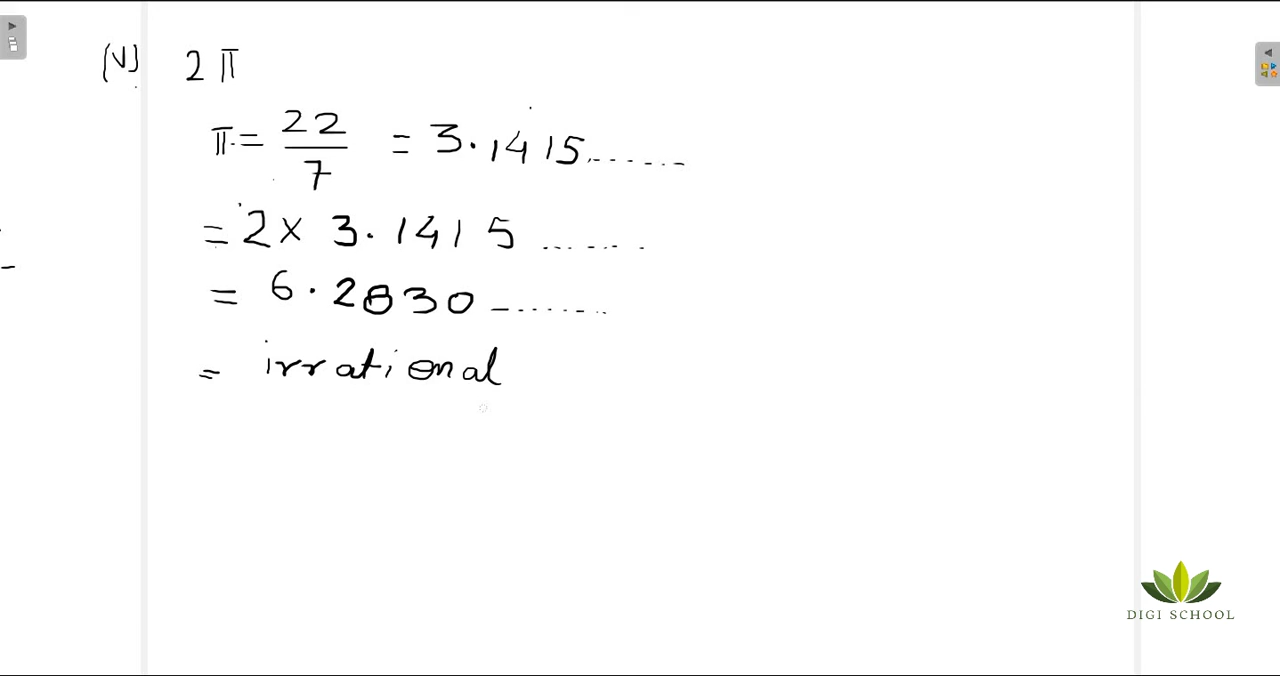 (V) 2π
π = 22/7 = 3.1415.......
= 2 × 3.1415 .......
= 6.2830 .......
= irrational
DIGI SCHOOL